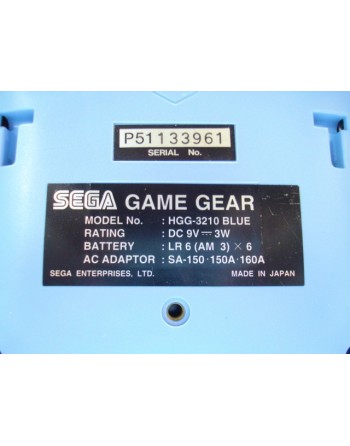 P51133961
SERIAL No.
SEGA GAME GEAR
MODEL No. : HGG-3210 BLUE
RATING : DC 9V ⎓ 3W
BATTERY : LR 6 (AM 3) × 6
AC ADAPTOR : SA-150·150A·160A
SEGA ENTERPRISES, LTD. MADE IN JAPAN